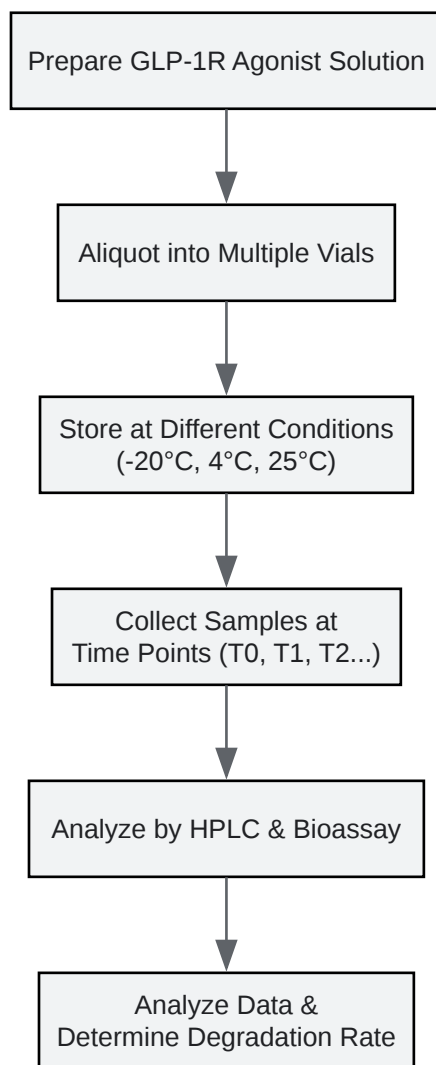 Prepare GLP-1R Agonist Solution
Aliquot into Multiple Vials
Store at Different Conditions
(-20°C, 4°C, 25°C)
Collect Samples at
Time Points (T0, T1, T2...)
Analyze by HPLC & Bioassay
Analyze Data &
Determine Degradation Rate